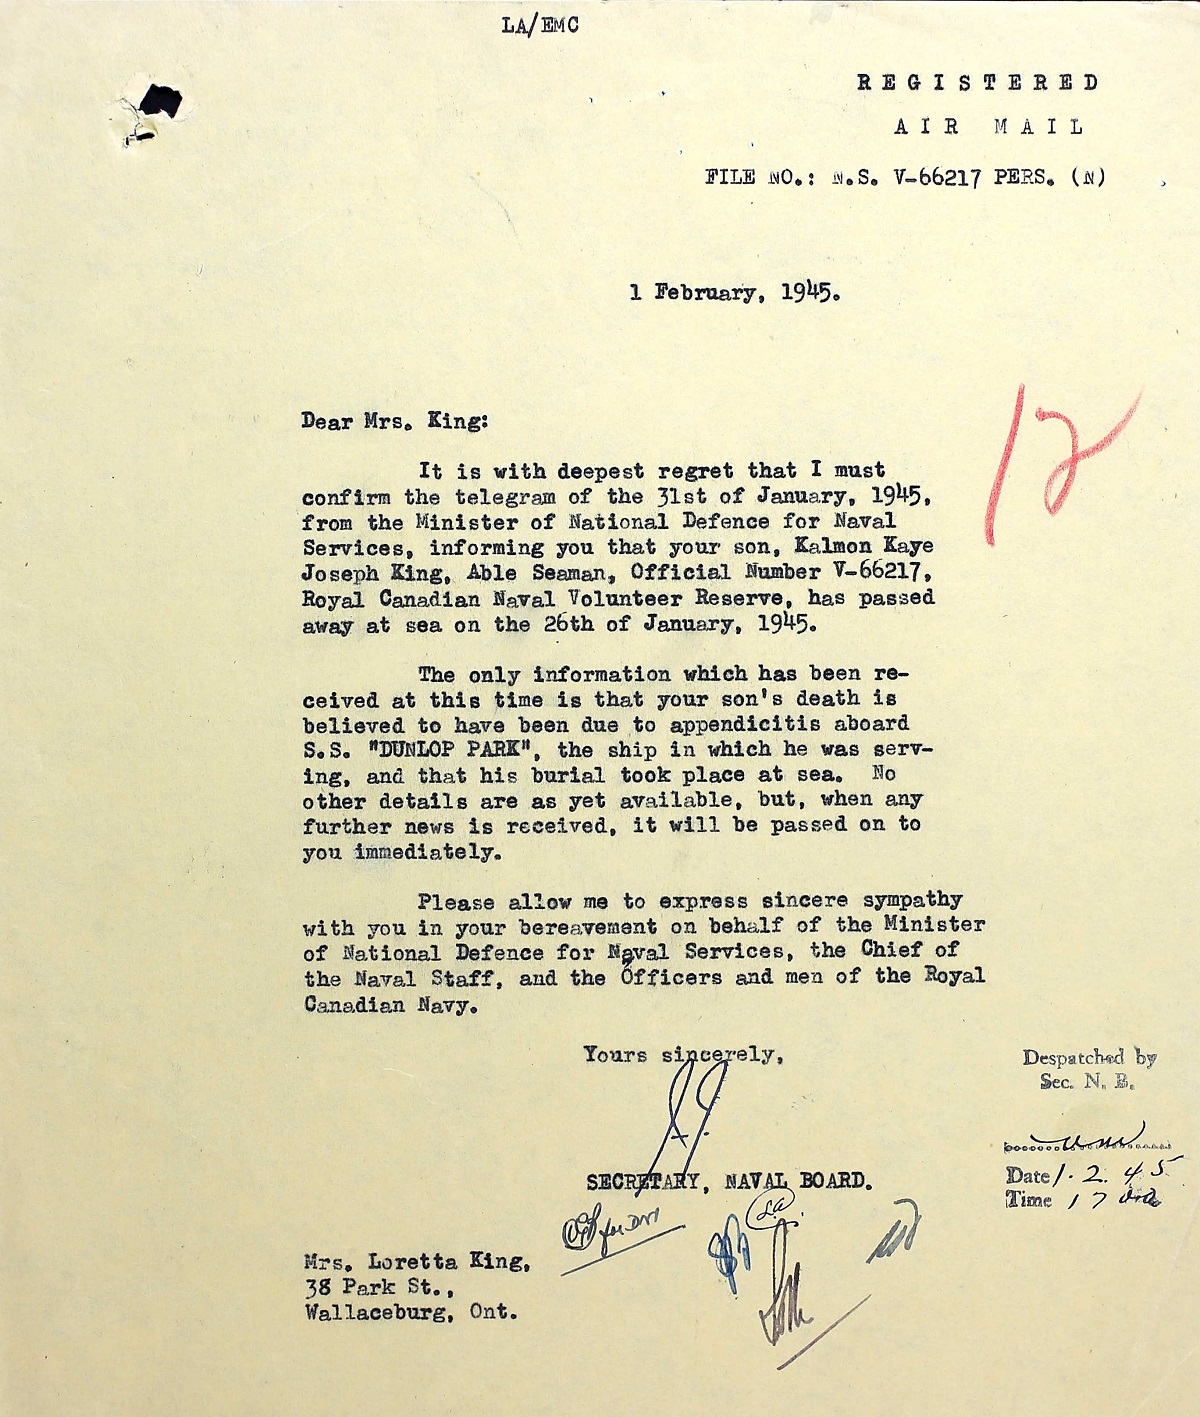 LA/EMC
REGISTERED
AIR MAIL
FILE NO.: N.S. V-66217 PERS. (N)
1 February, 1945.
12
Dear Mrs. King:
It is with deepest regret that I must
confirm the telegram of the 31st of January, 1945,
from the Minister of National Defence for Naval
Services, informing you that your son, Kalmon Kaye
Joseph King, Able Seaman, Official Number V-66217,
Royal Canadian Naval Volunteer Reserve, has passed
away at sea on the 26th of January, 1945.
The only information which has been re-
ceived at this time is that your son's death is
believed to have been due to appendicitis aboard
S.S. "DUNLOP PARK", the ship in which he was serv-
ing, and that his burial took place at sea. No
other details are as yet available, but, when any
further news is received, it will be passed on to
you immediately.
Please allow me to express sincere sympathy
with you in your bereavement on behalf of the Minister
of National Defence for Naval Services, the Chief of
the Naval Staff, and the Officers and men of the Royal
Canadian Navy.
Yours sincerely,
SECRETARY, NAVAL BOARD.
Despatched by
Sec. N. B.
Date 1.2.45
Time
Mrs. Loretta King,
38 Park St.,
Wallaceburg, Ont.